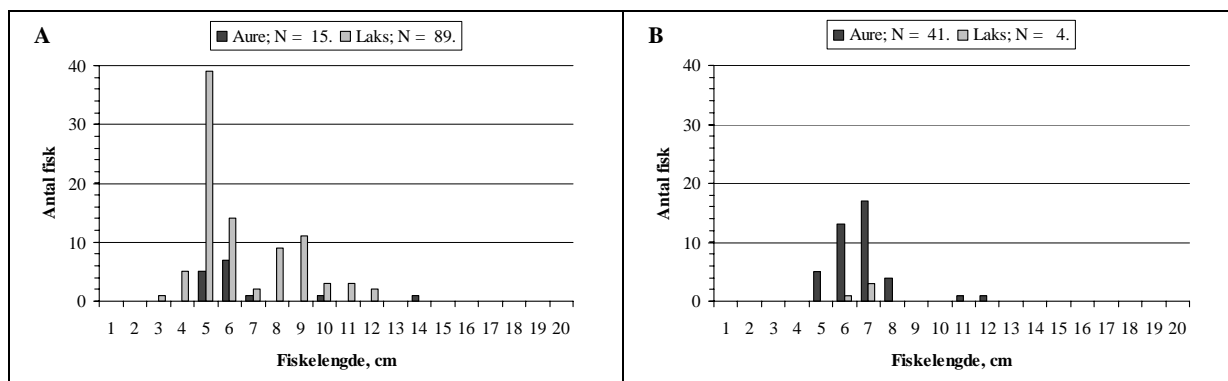 A
Aure; N = 15. Laks; N = 89.
Antal fisk
40
30
20
10
0
1 2 3 4 5 6 7 8 9 10 11 12 13 14 15 16 17 18 19 20
Fiskelengde, cm
B
Aure; N = 41. Laks; N = 4.
Antal fisk
40
30
20
10
0
1 2 3 4 5 6 7 8 9 10 11 12 13 14 15 16 17 18 19 20
Fiskelengde, cm